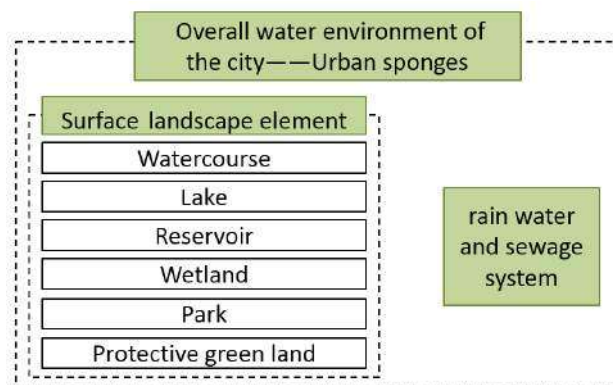 Overall water environment of
the city——Urban sponges
Surface landscape element
Watercourse
Lake
Reservoir
Wetland
Park
Protective green land
rain water
and sewage
system